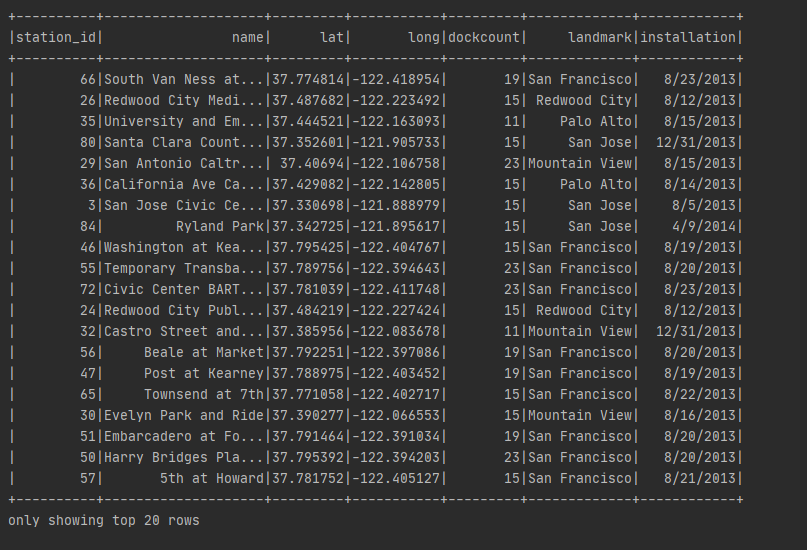 +----------+--------------------+---------+-----------+---------+-------------+------------+
|station_id|                name|      lat|       long|dockcount|     landmark|installation|
+----------+--------------------+---------+-----------+---------+-------------+------------+
|        66|South Van Ness at...|37.774814|-122.418954|       19|San Francisco|   8/23/2013|
|        26|Redwood City Medi...|37.487682|-122.223492|       15| Redwood City|   8/12/2013|
|        35|University and Em...|37.444521|-122.163093|       11|    Palo Alto|   8/15/2013|
|        80|Santa Clara Count...|37.352601|-121.905733|       15|     San Jose|  12/31/2013|
|        29|San Antonio Caltr...| 37.40694|-122.106758|       23|Mountain View|   8/15/2013|
|        36|California Ave Ca...|37.429082|-122.142805|       15|    Palo Alto|   8/14/2013|
|         3|San Jose Civic Ce...|37.330698|-121.888979|       15|     San Jose|    8/5/2013|
|        84|         Ryland Park|37.342725|-121.895617|       15|     San Jose|    4/9/2014|
|        46|Washington at Kea...|37.795425|-122.404767|       15|San Francisco|   8/19/2013|
|        55|Temporary Transba...|37.789756|-122.394643|       23|San Francisco|   8/20/2013|
|        72|Civic Center BART...|37.781039|-122.411748|       23|San Francisco|   8/23/2013|
|        24|Redwood City Publ...|37.484219|-122.227424|       15| Redwood City|   8/12/2013|
|        32|Castro Street and...|37.385956|-122.083678|       11|Mountain View|  12/31/2013|
|        56|     Beale at Market|37.792251|-122.397086|       19|San Francisco|   8/20/2013|
|        47|     Post at Kearney|37.788975|-122.403452|       19|San Francisco|   8/19/2013|
|        65|     Townsend at 7th|37.771058|-122.402717|       15|San Francisco|   8/22/2013|
|        30|Evelyn Park and Ride|37.390277|-122.066553|       15|Mountain View|   8/16/2013|
|        51|Embarcadero at Fo...|37.791464|-122.391034|       19|San Francisco|   8/20/2013|
|        50|Harry Bridges Pla...|37.795392|-122.394203|       23|San Francisco|   8/20/2013|
|        57|       5th at Howard|37.781752|-122.405127|       15|San Francisco|   8/21/2013|
+----------+--------------------+---------+-----------+---------+-------------+------------+
only showing top 20 rows